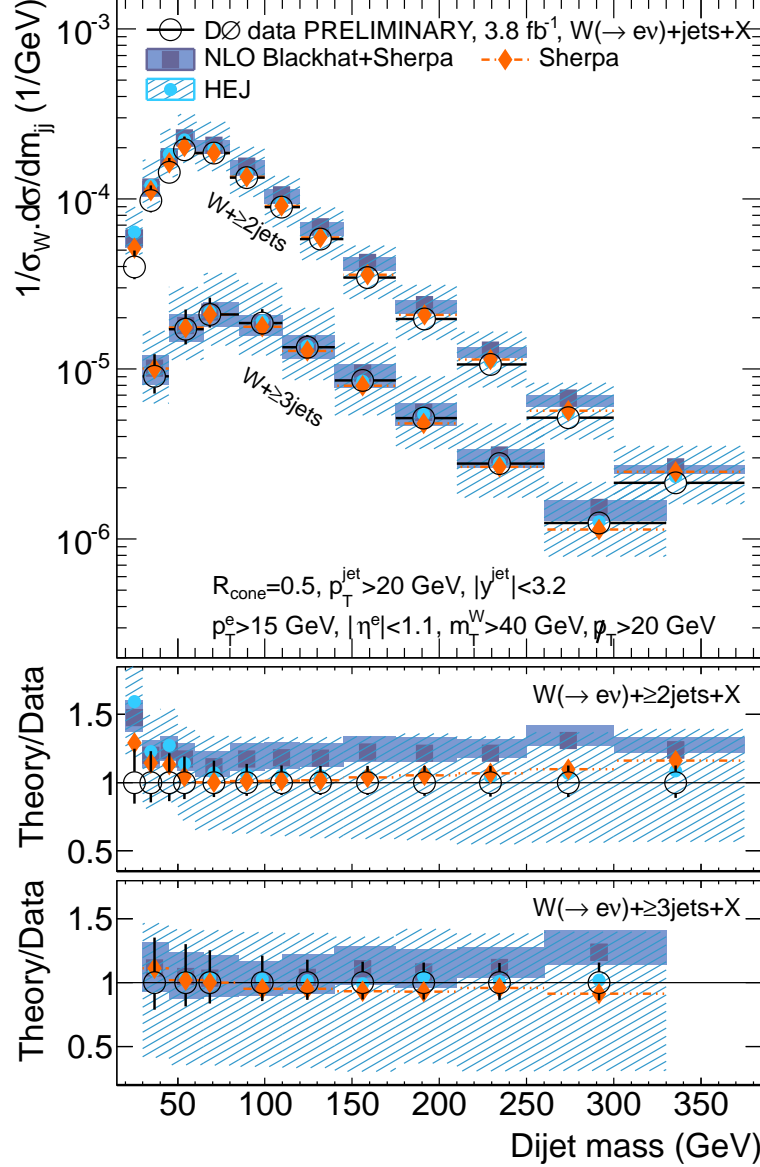 DØ data PRELIMINARY, 3.8 fb⁻¹, W(→ eν)+jets+X
NLO Blackhat+Sherpa
Sherpa
HEJ
1/σ_W.dσ/dm_jj (1/GeV)
10⁻³
10⁻⁴
10⁻⁵
10⁻⁶
W+≥2jets
W+≥3jets
R_cone=0.5, p_T^jet>20 GeV, |y^jet|<3.2
p_T^e>15 GeV, |η^e|<1.1, m_T^W>40 GeV, p̸_T>20 GeV
Theory/Data
W(→ eν)+≥2jets+X
1.5
1
0.5
Theory/Data
W(→ eν)+≥3jets+X
1.5
1
0.5
50 100 150 200 250 300 350
Dijet mass (GeV)